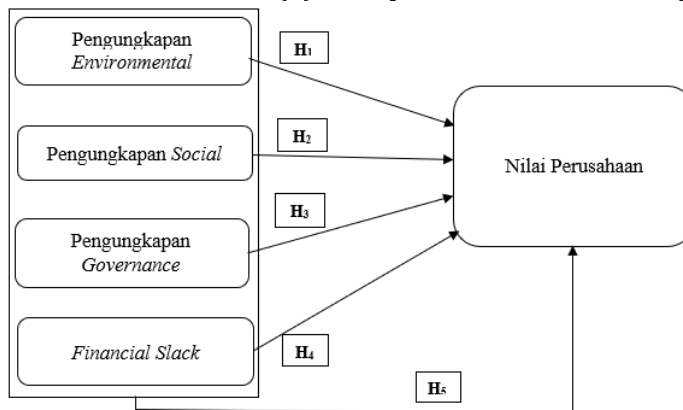 Pengungkapan
Environmental
H₁
Pengungkapan Social
H₂
Pengungkapan
Governance
H₃
Financial Slack
H₄
Nilai Perusahaan
H₅